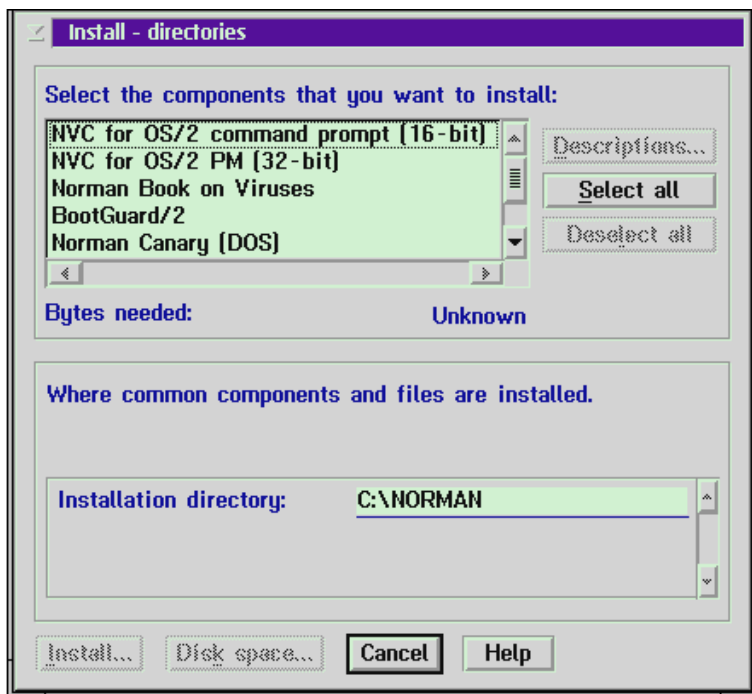 Install - directories
Select the components that you want to install:
NVC for OS/2 command prompt (16-bit)
NVC for OS/2 PM (32-bit)
Norman Book on Viruses
BootGuard/2
Norman Canary (DOS)
Descriptions...
Select all
Deselect all
Bytes needed: Unknown
Where common components and files are installed.
Installation directory: C:\NORMAN
Install... Disk space... Cancel Help